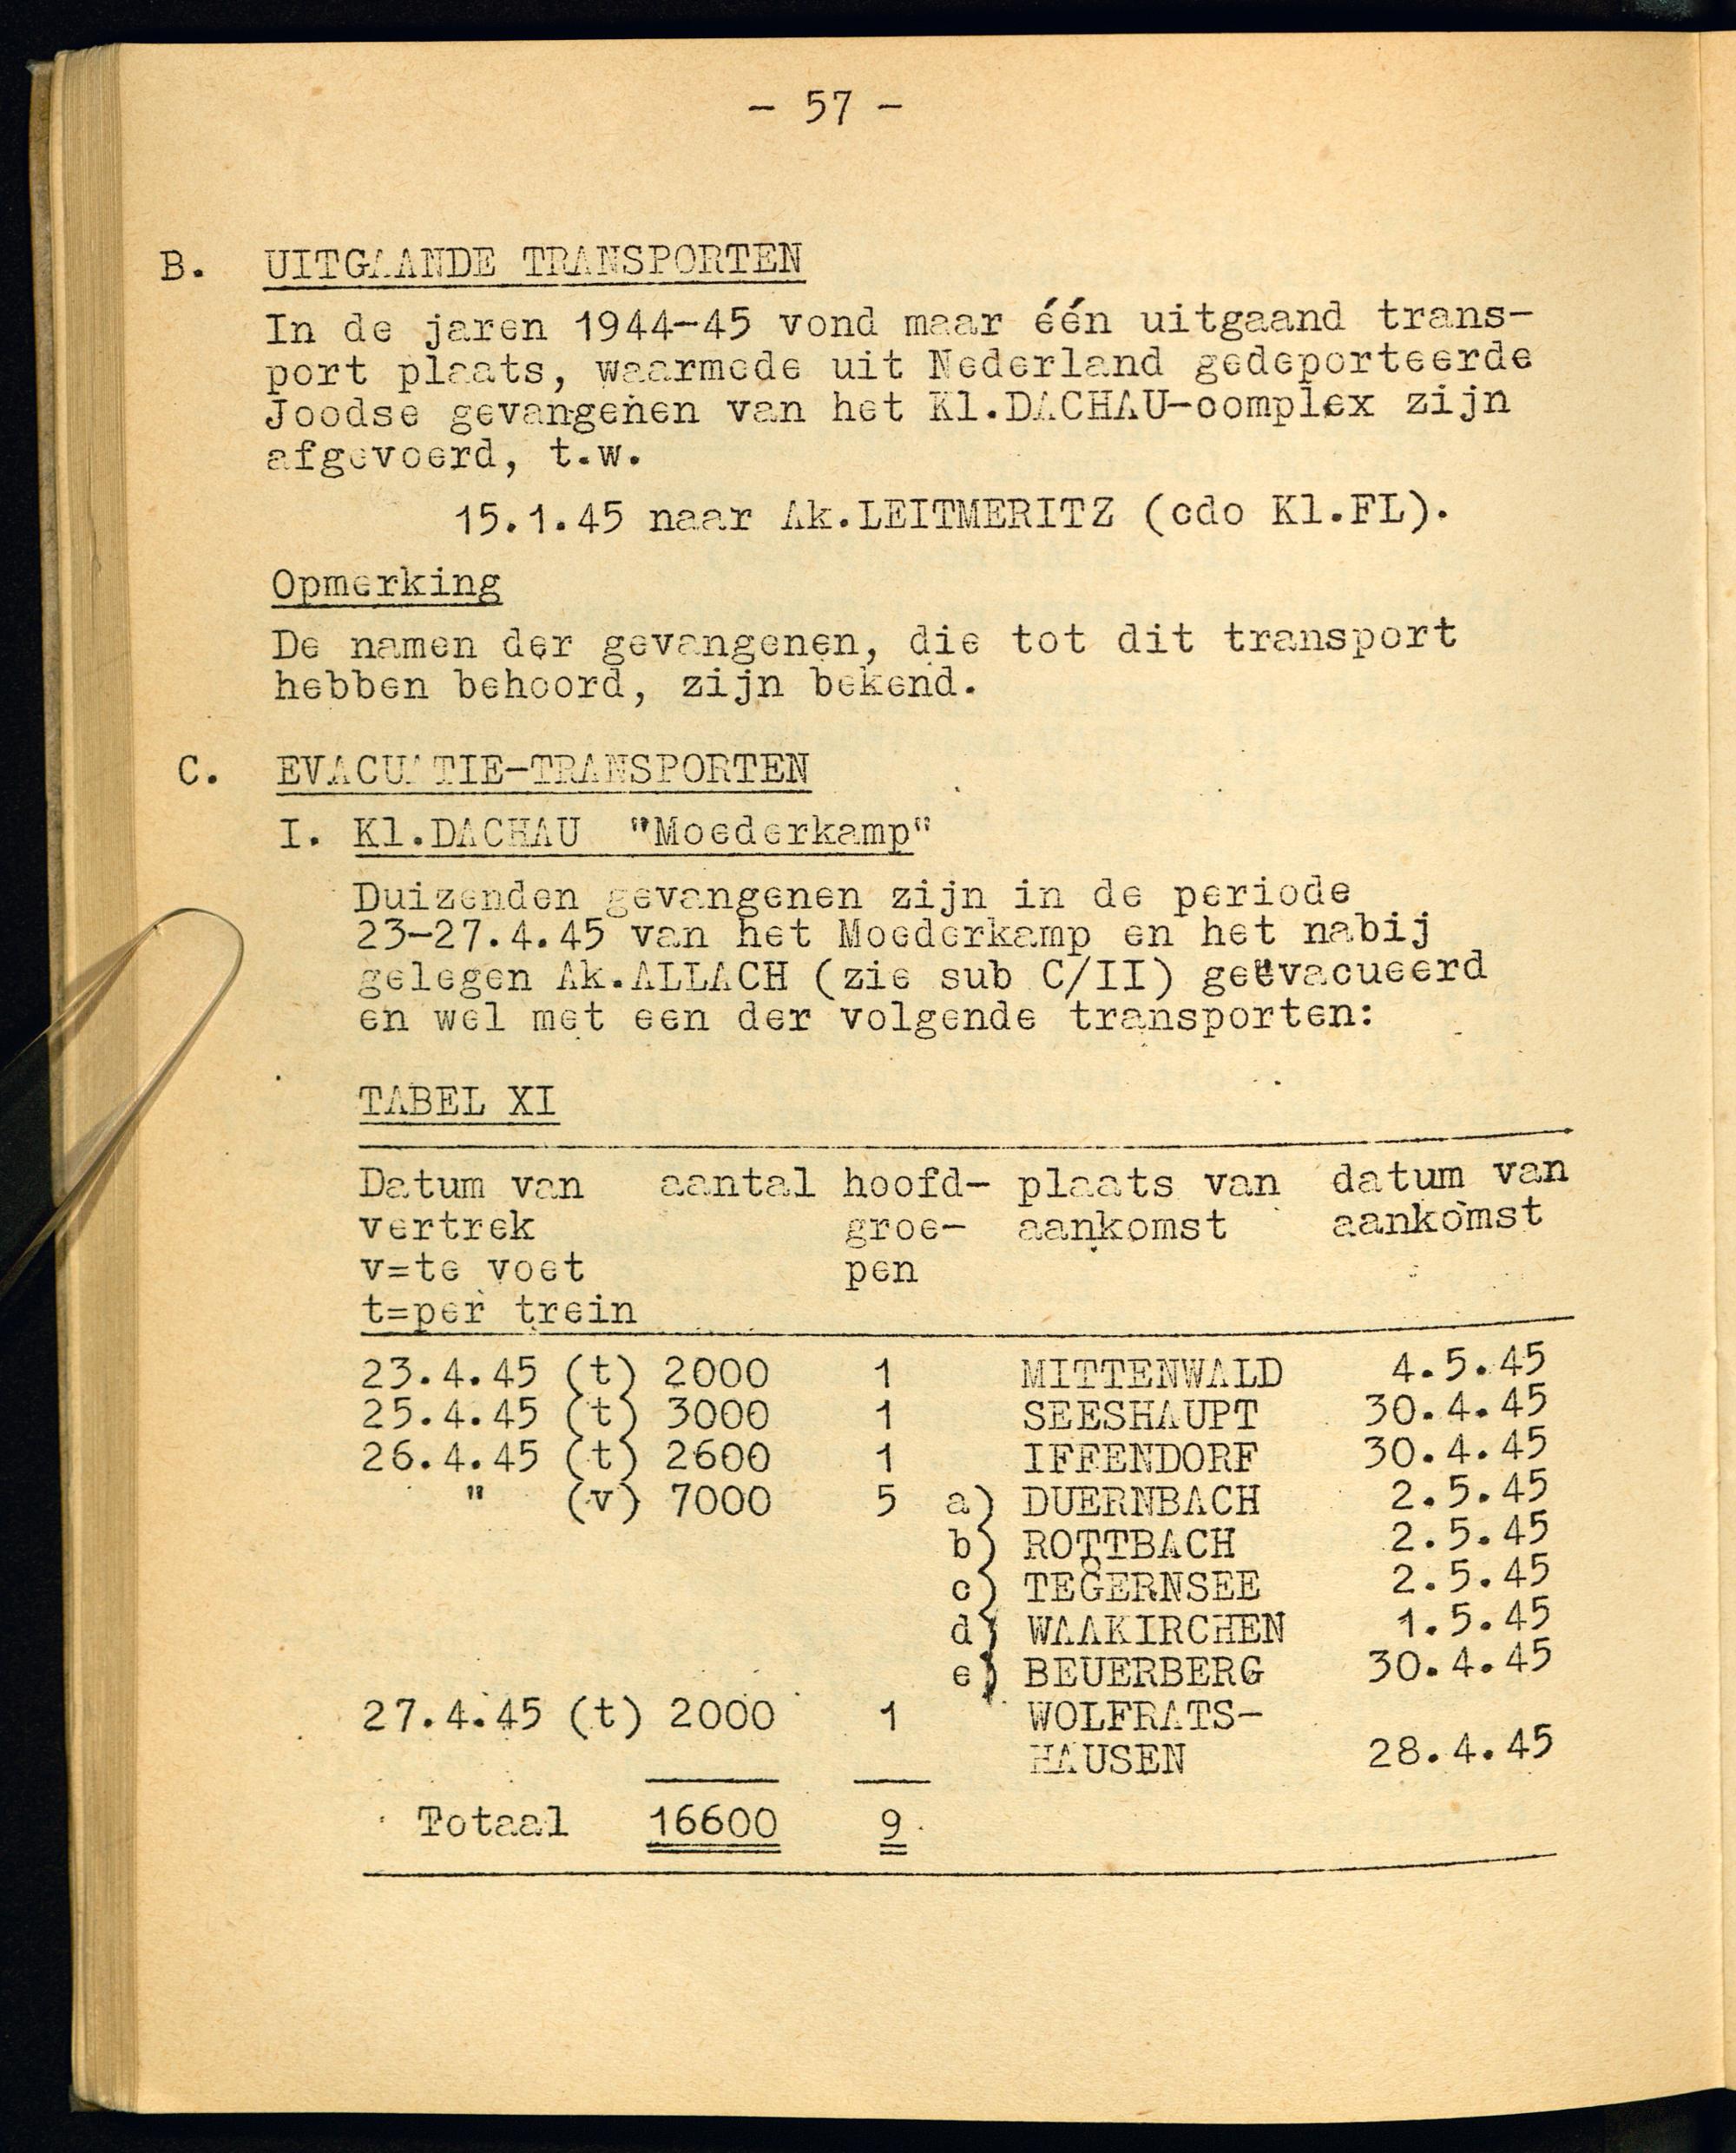 - 57 -
B. UITGAANDE TRANSPORTEN
In de jaren 1944-45 vond maar één uitgaand trans-
port plaats, waarmede uit Nederland gedeporteerde
Joodse gevangenen van het Kl.DACHAU-complex zijn
afgevoerd, t.w.
15.1.45 naar Ak.LEITMERITZ (cdo Kl.FL).
Opmerking
De namen der gevangenen, die tot dit transport
hebben behoord, zijn bekend.
C. EVACUATIE-TRANSPORTEN
I. Kl.DACHAU "Moederkamp"
Duizenden gevangenen zijn in de periode
23-27.4.45 van het Moederkamp en het nabij
gelegen Ak.ALLACH (zie sub C/II) geëvacueerd
en wel met een der volgende transporten:
TABEL XI
Datum van aantal hoofd- plaats van datum van
vertrek groe- aankomst aankomst
v=te voet pen
t=per trein
23.4.45 (t) 2000 1 MITTENWALD 4.5.45
25.4.45 (t) 3000 1 SEESHAUPT 30.4.45
26.4.45 (t) 2600 1 IFFENDORF 30.4.45
" (v) 7000 5 a) DUERNBACH 2.5.45
b) ROTTBACH 2.5.45
c) TEGERNSEE 2.5.45
d) WAAKIRCHEN 1.5.45
e) BEUERBERG 30.4.45
27.4.45 (t) 2000 1 WOLFRATS-
HAUSEN 28.4.45
Totaal 16600 9